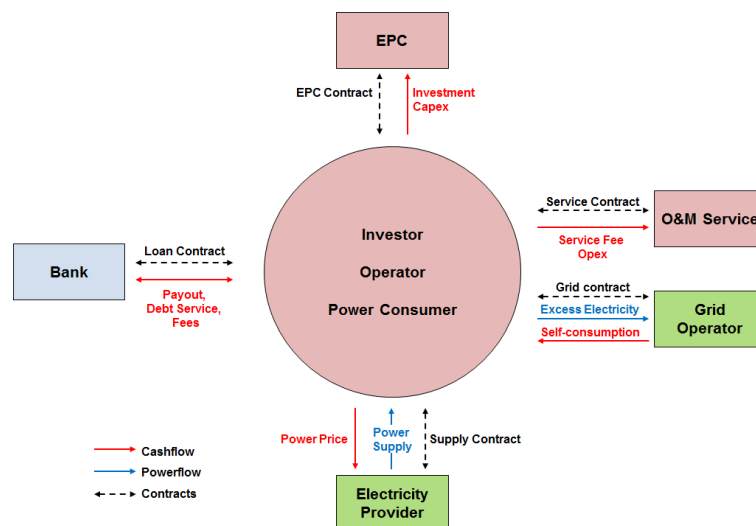 EPC
EPC Contract
Investment
Capex
Investor
Operator
Power Consumer
Service Contract
O&M Service
Service Fee
Opex
Loan Contract
Bank
Payout,
Debt Service,
Fees
Grid contract
Excess Electricity
Self-consumption
Grid
Operator
Power Price
Power
Supply
Supply Contract
Electricity
Provider
Cashflow
Powerflow
Contracts